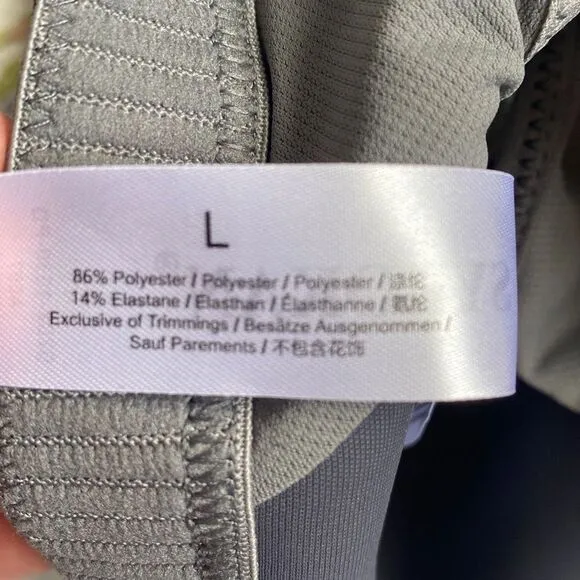 L
86% Polyester / Polyester / Polyester / 涤纶
14% Elastane / Elasthan / Élasthanne / 氨纶
Exclusive of Trimmings / Besätze Ausgenommen /
Sauf Parements / 不包含花饰